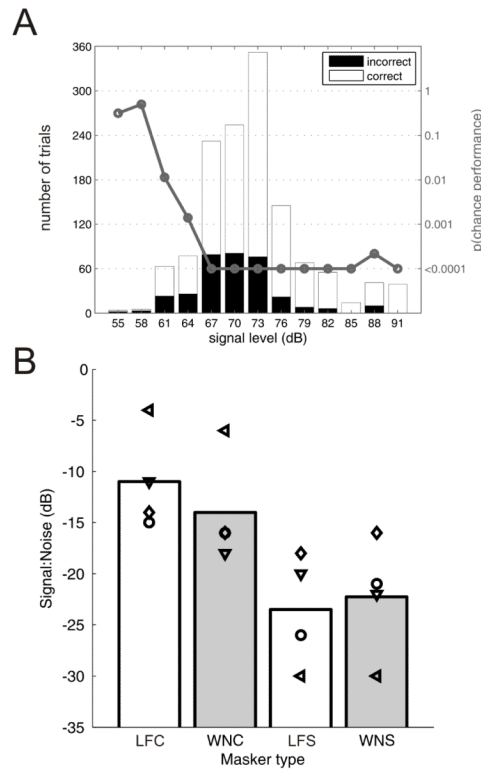 A
360
300
240
180
120
60
0
number of trials
incorrect
correct
1
0.1
0.01
0.001
<0.0001
p(chance performance)
55 58 61 64 67 70 73 76 79 82 85 88 91
signal level (dB)
B
0
-5
-10
-15
-20
-25
-30
-35
Signal:Noise (dB)
LFC WNC LFS WNS
Masker type